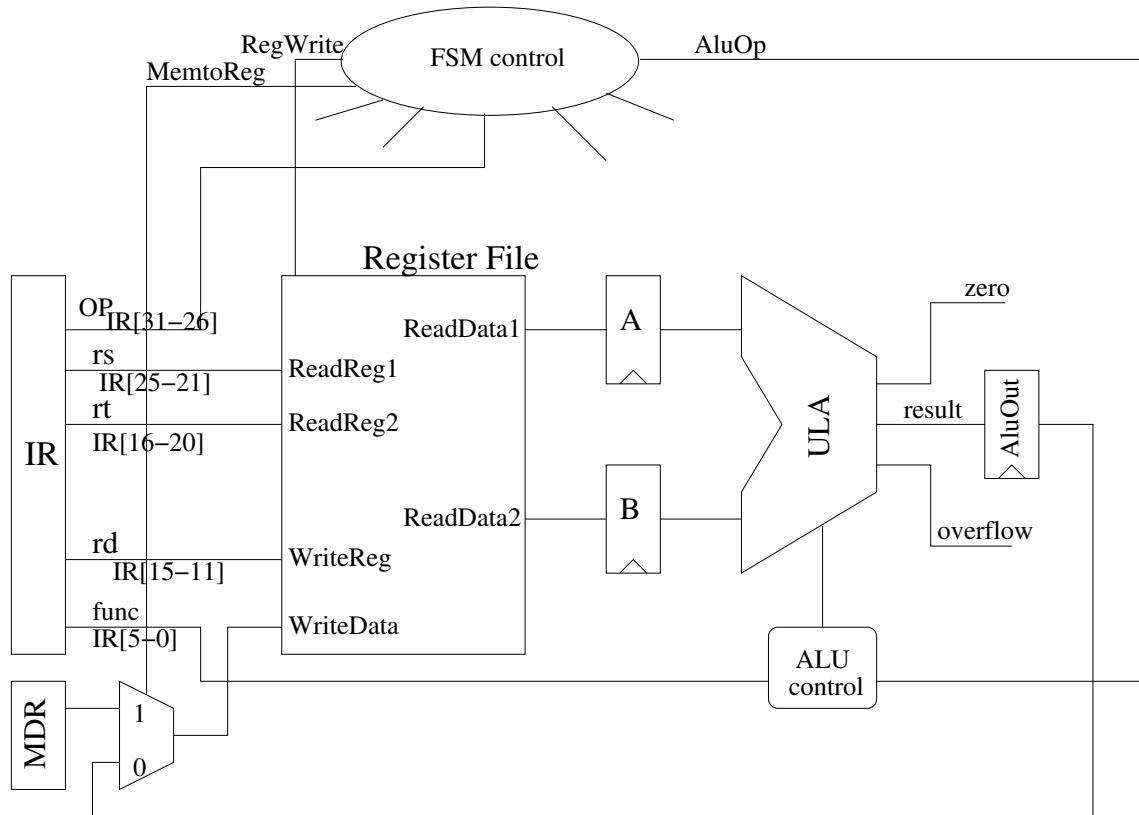 RegWrite
FSM control
AluOp
MemtoReg
Register File
OP
IR[31−26]
zero
ReadData1
A
rs
ReadReg1
IR[25−21]
rt
ReadReg2
IR[16−20]
IR
ULA
result
AluOut
ReadData2
B
overflow
rd
WriteReg
IR[15−11]
func
WriteData
IR[5−0]
ALU
control
MDR
1
0